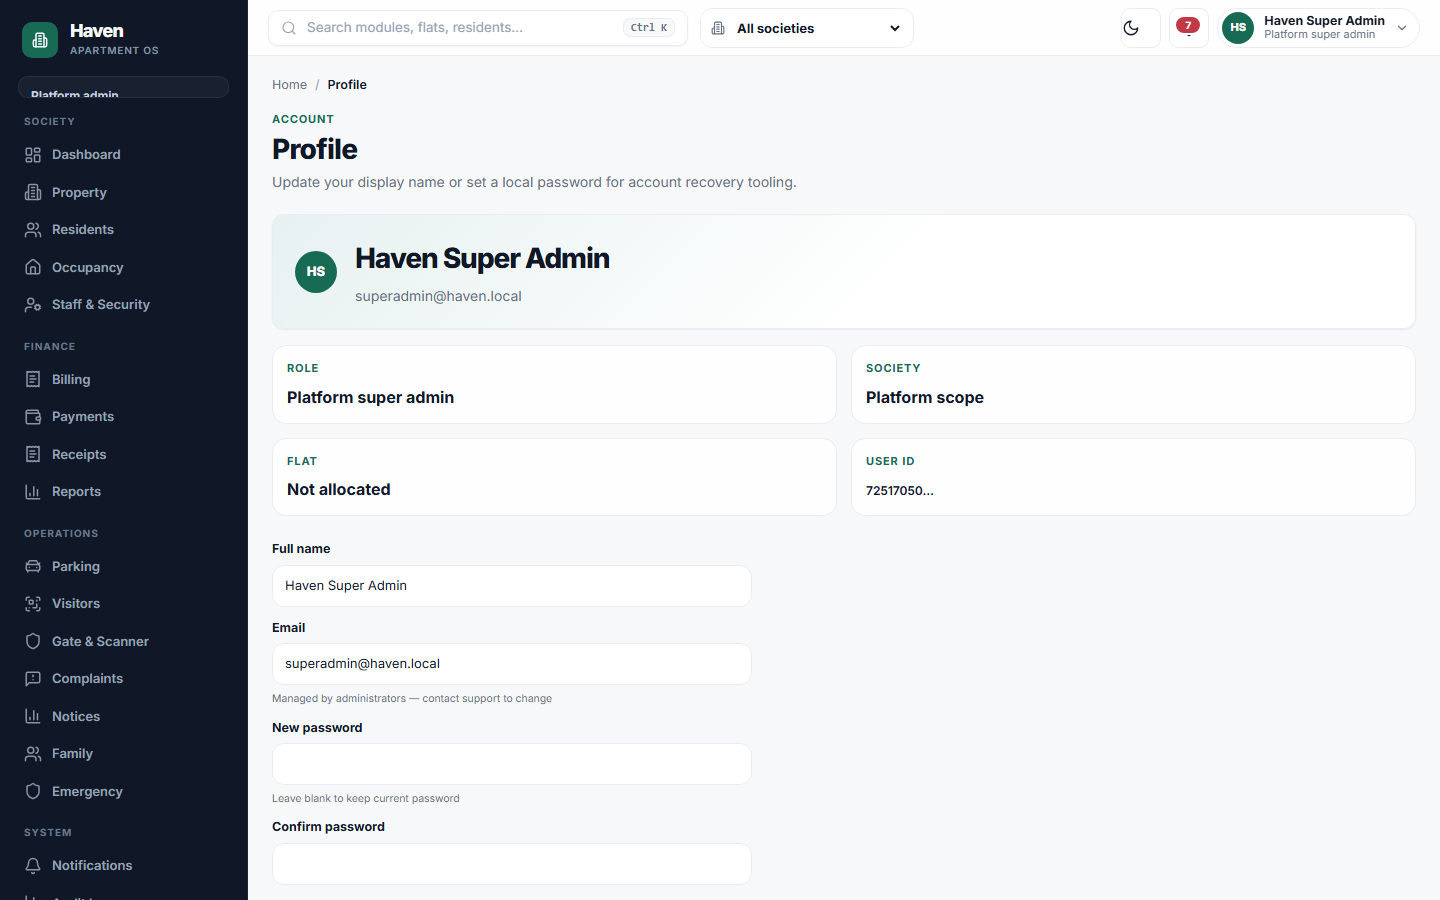 Haven
APARTMENT OS
Platform admin
SOCIETY
Dashboard
Property
Residents
Occupancy
Staff & Security
FINANCE
Billing
Payments
Receipts
Reports
OPERATIONS
Parking
Visitors
Gate & Scanner
Complaints
Notices
Family
Emergency
SYSTEM
Notifications
Search modules, flats, residents...
Ctrl K
All societies
7
HS
Haven Super Admin
Platform super admin
Home / Profile
ACCOUNT
Profile
Update your display name or set a local password for account recovery tooling.
HS
Haven Super Admin
superadmin@haven.local
ROLE
Platform super admin
SOCIETY
Platform scope
FLAT
Not allocated
USER ID
72517050...
Full name
Haven Super Admin
Email
superadmin@haven.local
Managed by administrators — contact support to change
New password
Leave blank to keep current password
Confirm password